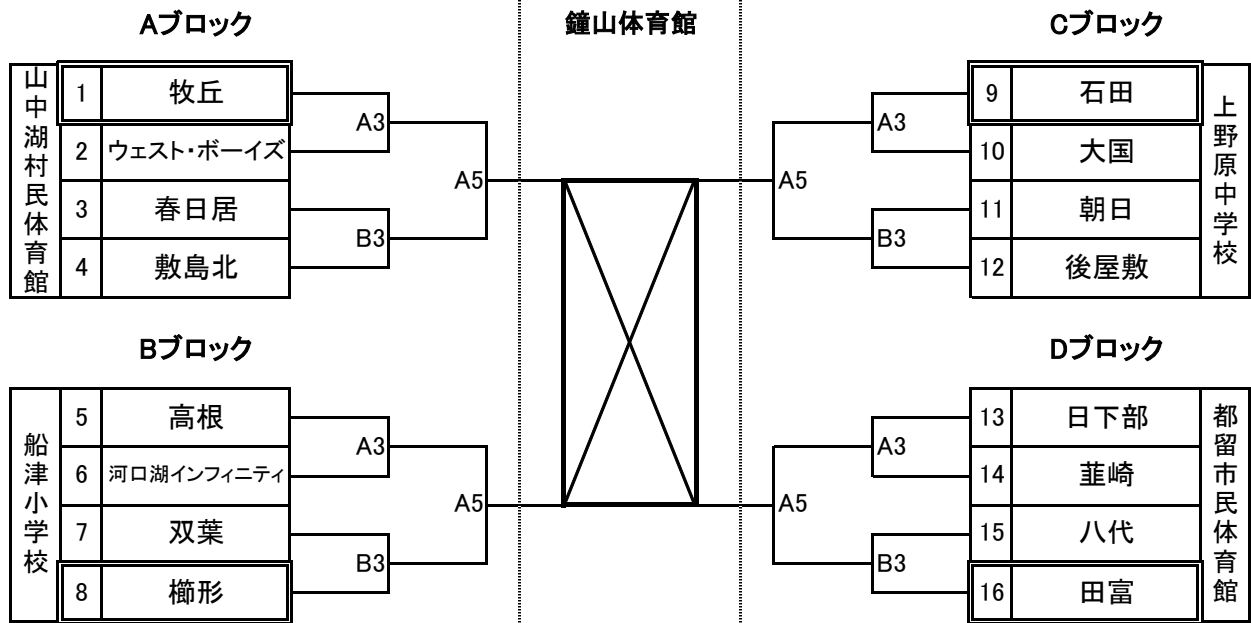 Aブロック
鐘山体育館
Cブロック
山中湖村民体育館
1 牧丘
2 ウェスト・ボーイズ
3 春日居
4 敷島北
A3
B3
A5
9 石田
10 大国
11 朝日
12 後屋敷
上野原中学校
A3
B3
A5
Bブロック
Dブロック
船津小学校
5 高根
6 河口湖インフィニティ
7 双葉
8 櫛形
A3
B3
A5
13 日下部
14 韮崎
15 八代
16 田富
都留市民体育館
A3
B3
A5